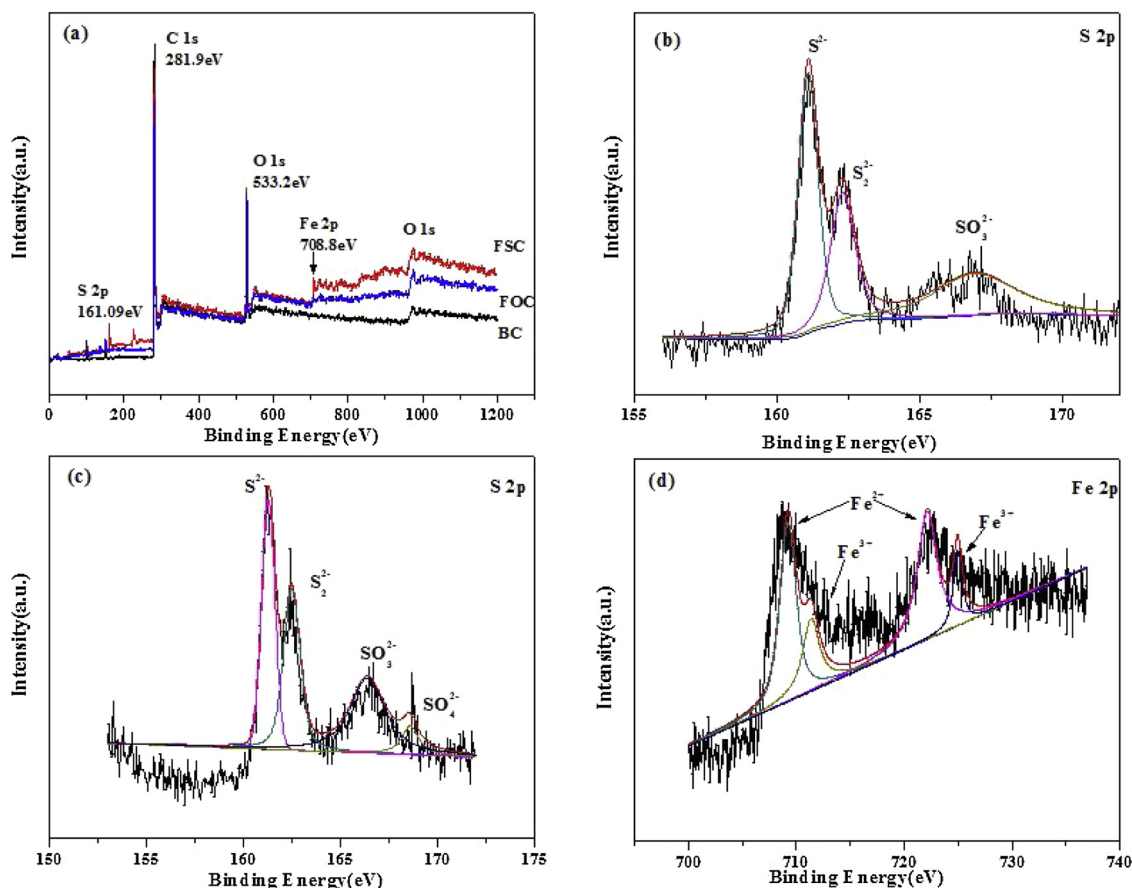 (a)
C 1s
281.9eV
O 1s
533.2eV
Fe 2p
708.8eV
O 1s
FSC
FOC
BC
S 2p
161.09eV
Intensity(a.u.)
0 200 400 600 800 1000 1200
Binding Energy(eV)
(b)
S 2p
S²⁻
S₂²⁻
SO₃²⁻
Intensity(a.u.)
155 160 165 170
Binding Energy(eV)
(c)
S 2p
S²⁻
S₂²⁻
SO₃²⁻
SO₄²⁻
Intensity(a.u.)
150 155 160 165 170 175
Binding Energy(eV)
(d)
Fe 2p
Fe²⁺
Fe³⁺
Fe³⁺
Intensity(a.u.)
700 710 720 730 740
Binding Energy(eV)